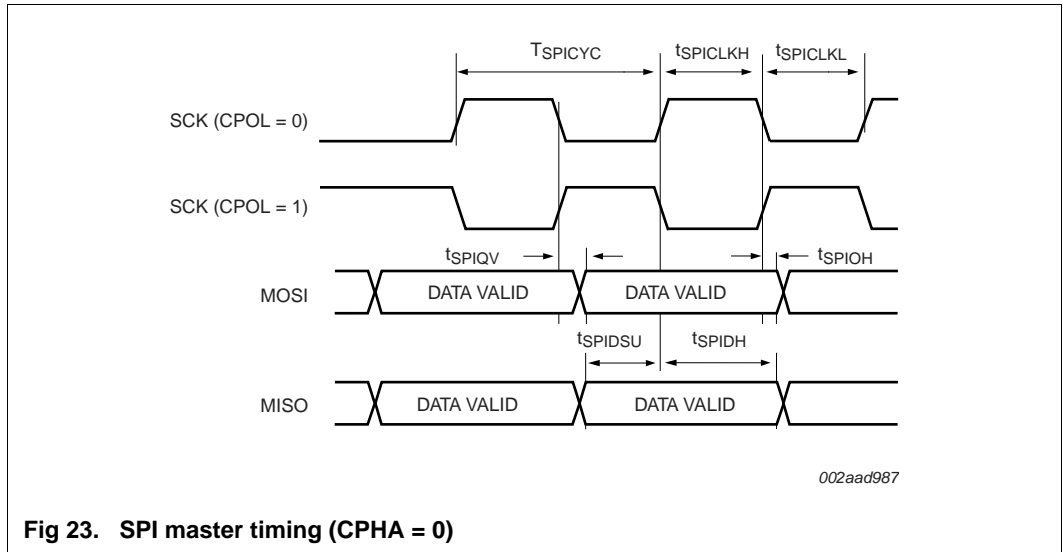 TSPICYC tSPICLKH tSPICLKL
SCK (CPOL = 0)
SCK (CPOL = 1)
tSPIQV tSPIOH
MOSI DATA VALID DATA VALID
tSPIDSU tSPIDH
MISO DATA VALID DATA VALID
002aad987
Fig 23. SPI master timing (CPHA = 0)